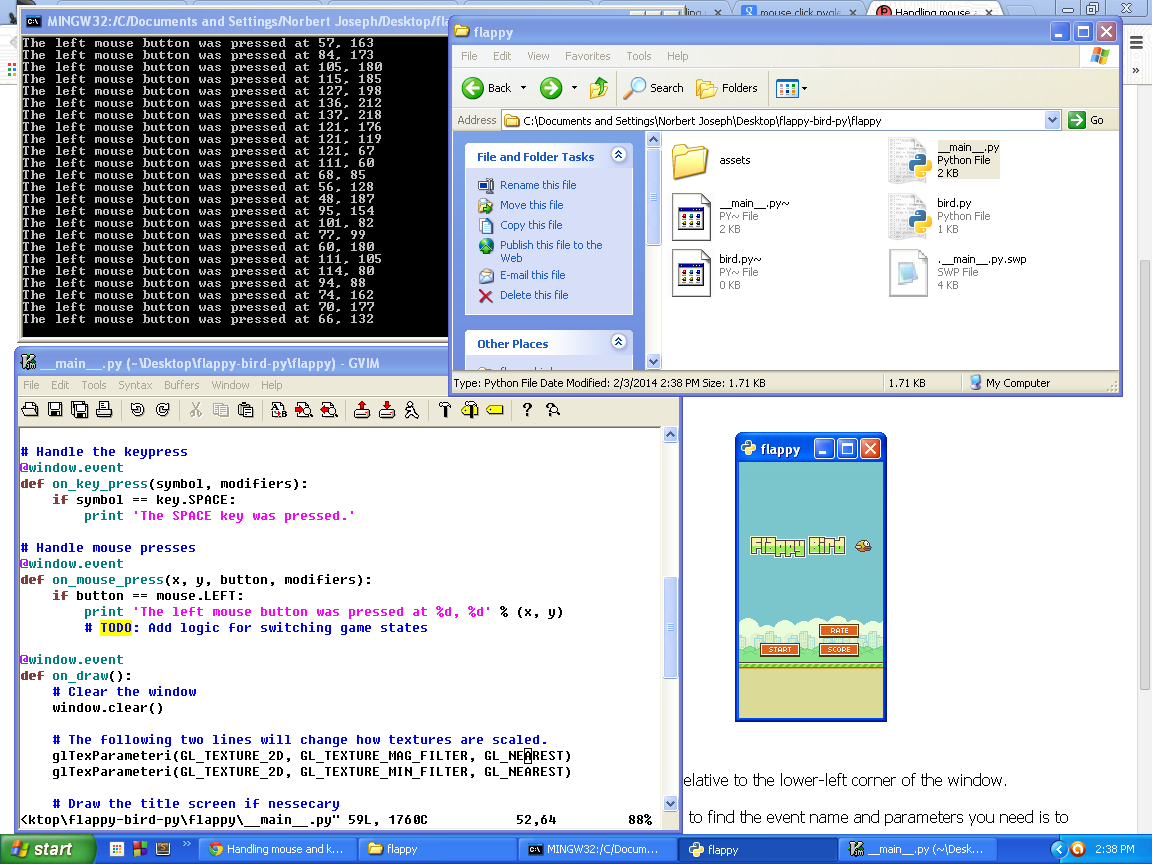 MINGW32:/C/Documents and Settings/Norbert Joseph/Desktop/fla
mouse click pygle
Handling mouse
The left mouse button was pressed at 57, 163
The left mouse button was pressed at 84, 173
The left mouse button was pressed at 105, 180
The left mouse button was pressed at 115, 185
The left mouse button was pressed at 127, 198
The left mouse button was pressed at 136, 212
The left mouse button was pressed at 137, 218
The left mouse button was pressed at 121, 176
The left mouse button was pressed at 121, 119
The left mouse button was pressed at 121, 67
The left mouse button was pressed at 111, 60
The left mouse button was pressed at 68, 85
The left mouse button was pressed at 56, 128
The left mouse button was pressed at 48, 187
The left mouse button was pressed at 95, 154
The left mouse button was pressed at 101, 82
The left mouse button was pressed at 77, 99
The left mouse button was pressed at 60, 180
The left mouse button was pressed at 111, 105
The left mouse button was pressed at 114, 80
The left mouse button was pressed at 94, 88
The left mouse button was pressed at 74, 162
The left mouse button was pressed at 70, 177
The left mouse button was pressed at 66, 132
flappy
File Edit View Favorites Tools Help
Back Search Folders
Address C:\Documents and Settings\Norbert Joseph\Desktop\flappy-bird-py\flappy Go
File and Folder Tasks
Rename this file
Move this file
Copy this file
Publish this file to the
Web
E-mail this file
Delete this file
Other Places
assets
__main__.py
Python File
2 KB
__main__.py~
PY~ File
2 KB
bird.py
Python File
1 KB
bird.py~
PY~ File
0 KB
.__main__.py.swp
SWP File
4 KB
Type: Python File Date Modified: 2/3/2014 2:38 PM Size: 1.71 KB 1.71 KB My Computer
__main__.py (~\Desktop\flappy-bird-py\flappy) - GVIM
File Edit Tools Syntax Buffers Window Help
# Handle the keypress
@window.event
def on_key_press(symbol, modifiers):
if symbol == key.SPACE:
print 'The SPACE key was pressed.'
# Handle mouse presses
@window.event
def on_mouse_press(x, y, button, modifiers):
if button == mouse.LEFT:
print 'The left mouse button was pressed at %d, %d' % (x, y)
# TODO: Add logic for switching game states
@window.event
def on_draw():
# Clear the window
window.clear()
# The following two lines will change how textures are scaled.
glTexParameteri(GL_TEXTURE_2D, GL_TEXTURE_MAG_FILTER, GL_NEAREST)
glTexParameteri(GL_TEXTURE_2D, GL_TEXTURE_MIN_FILTER, GL_NEAREST)
# Draw the title screen if nessecary
<ktop\flappy-bird-py\flappy\__main__.py" 59L, 1760C 52,64 88%
flappy
Flappy Bird
RATE
START SCORE
elative to the lower-left corner of the window.
to find the event name and parameters you need is to
start
Handling mouse and k...
flappy
MINGW32:/C/Docum...
flappy
__main__.py (~\Desk...
2:38 PM